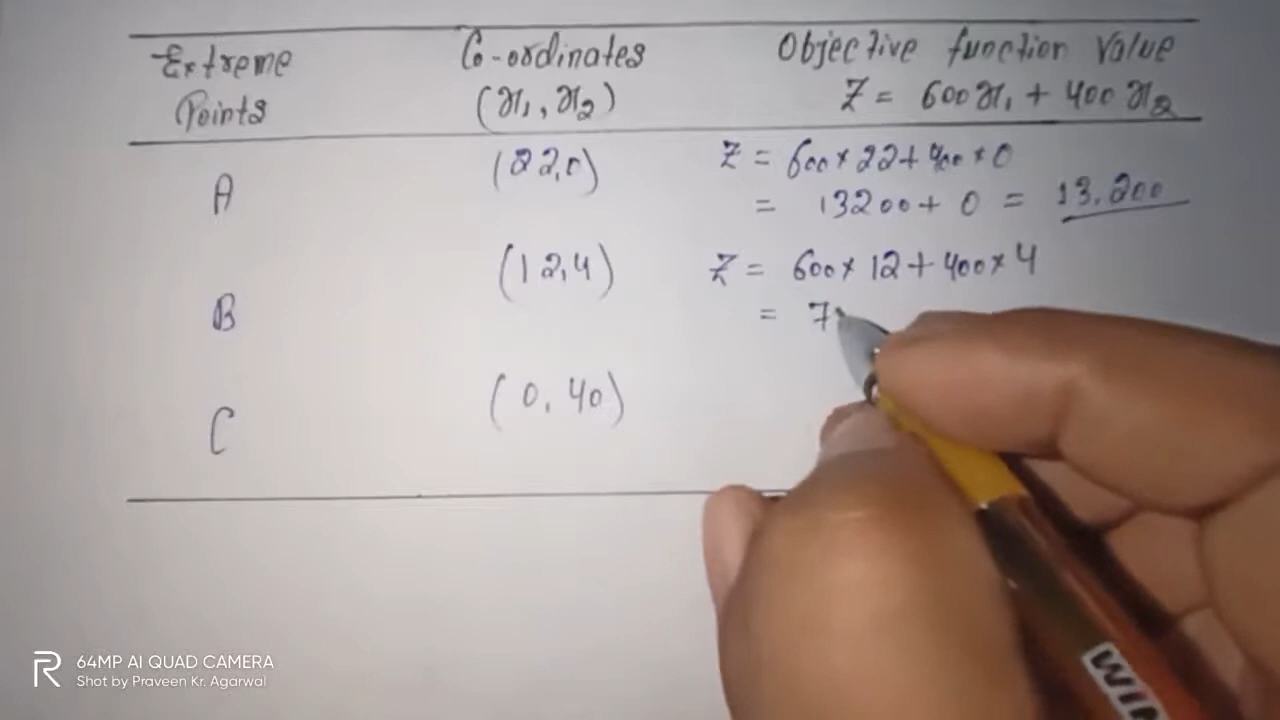 Extreme Points
Co-ordinates (x₁, x₂)
Objective function Value
Z = 600x₁ + 400x₂
A
(22,0)
Z = 600×22+400×0
= 13200+ 0 = 13,200
B
(12,4)
Z = 600×12+400×4
= 7
C
(0,40)
WIN
R
64MP AI QUAD CAMERA
Shot by Praveen Kr. Agarwal